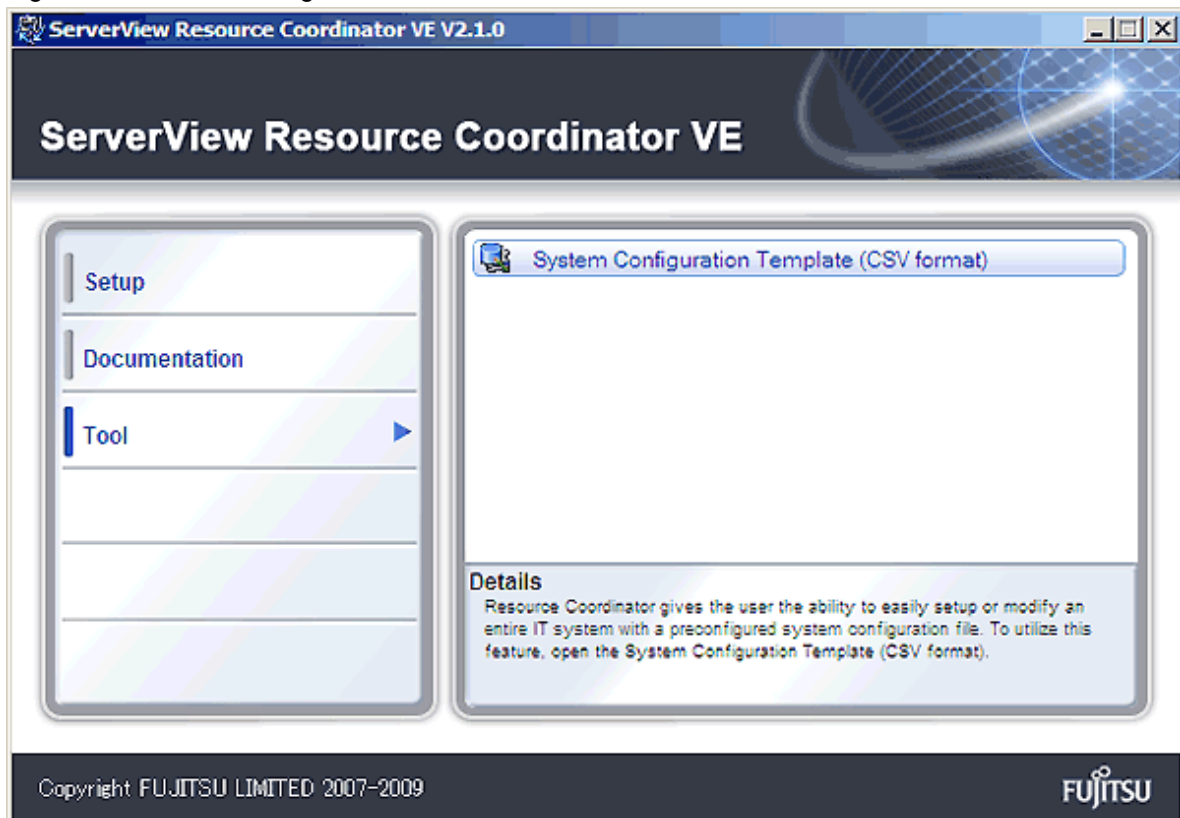 ServerView Resource Coordinator VE V2.1.0
ServerView Resource Coordinator VE
Setup
Documentation
Tool
System Configuration Template (CSV format)
Details
Resource Coordinator gives the user the ability to easily setup or modify an
entire IT system with a preconfigured system configuration file. To utilize this
feature, open the System Configuration Template (CSV format).
Copyright FUJITSU LIMITED 2007-2009
FUJITSU